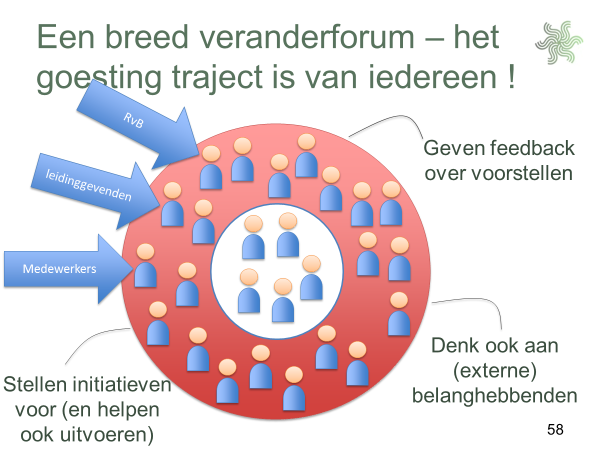 Een breed veranderforum – het
goesting traject is van iedereen !
RvB
leidinggevenden
Medewerkers
Geven feedback
over voorstellen
Denk ook aan
(externe)
belanghebbenden
Stellen initiatieven
voor (en helpen
ook uitvoeren)
58